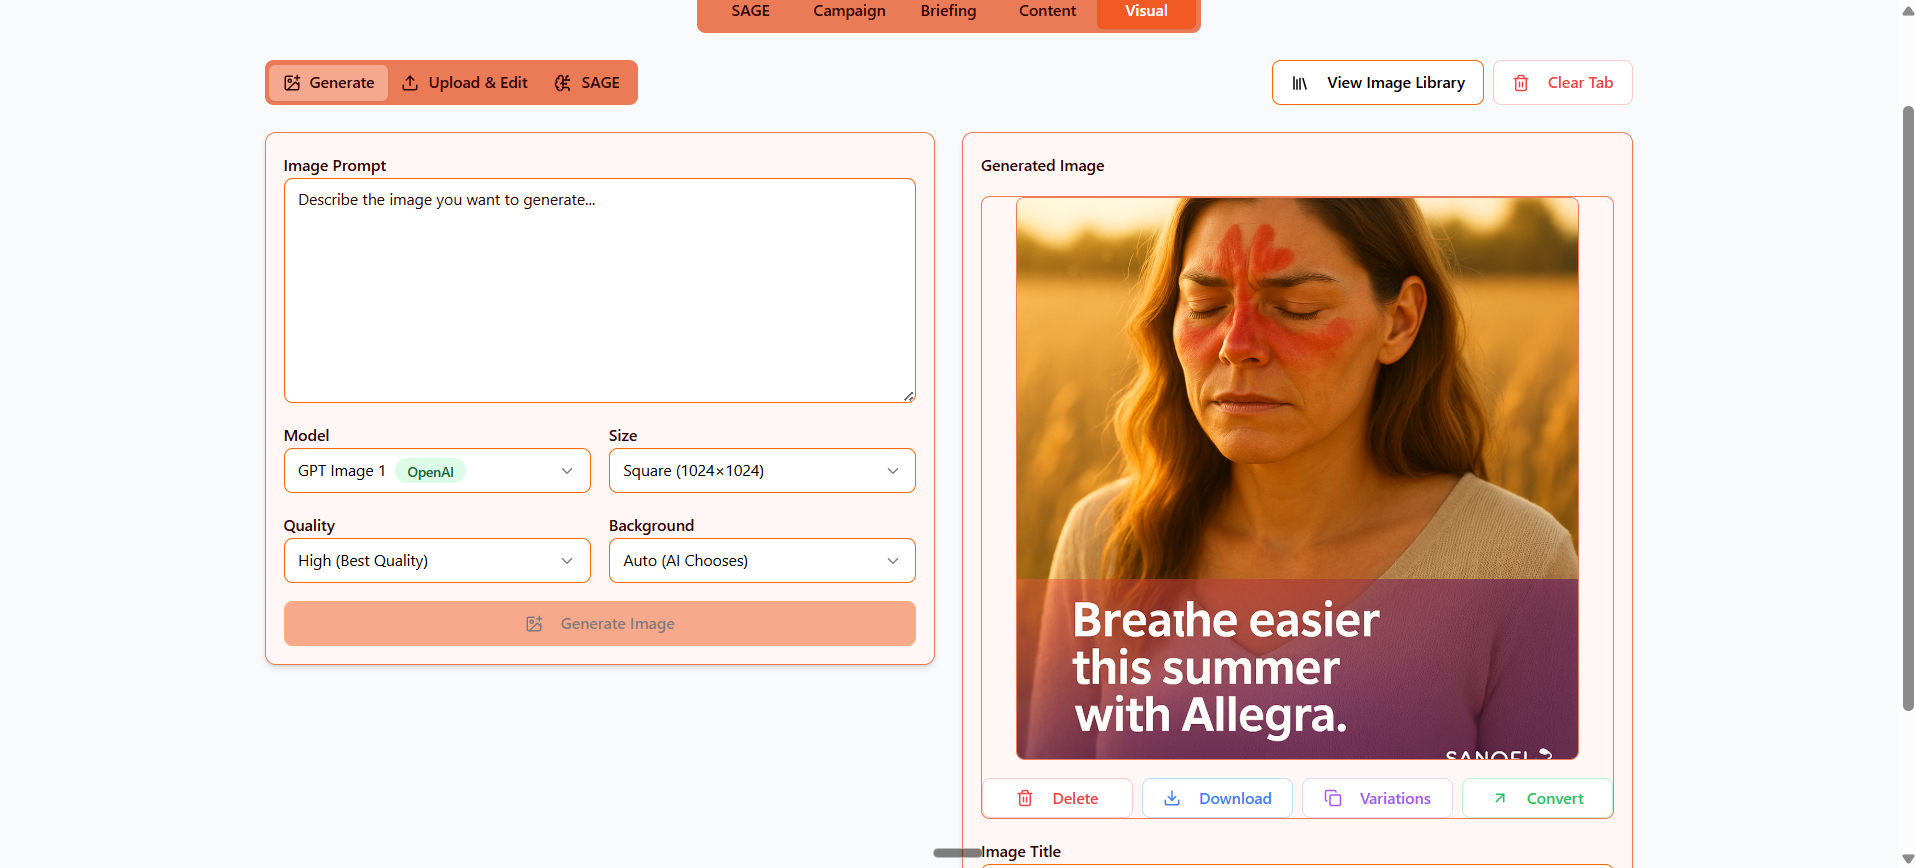 SAGE
Campaign
Briefing
Content
Visual
Generate
Upload & Edit
SAGE
View Image Library
Clear Tab
Image Prompt
Describe the image you want to generate...
Model
Size
GPT Image 1 OpenAI
Square (1024×1024)
Quality
Background
High (Best Quality)
Auto (AI Chooses)
Generate Image
Generated Image
Breathe easier
this summer
with Allegra.
SANOFI
Delete
Download
Variations
Convert
Image Title